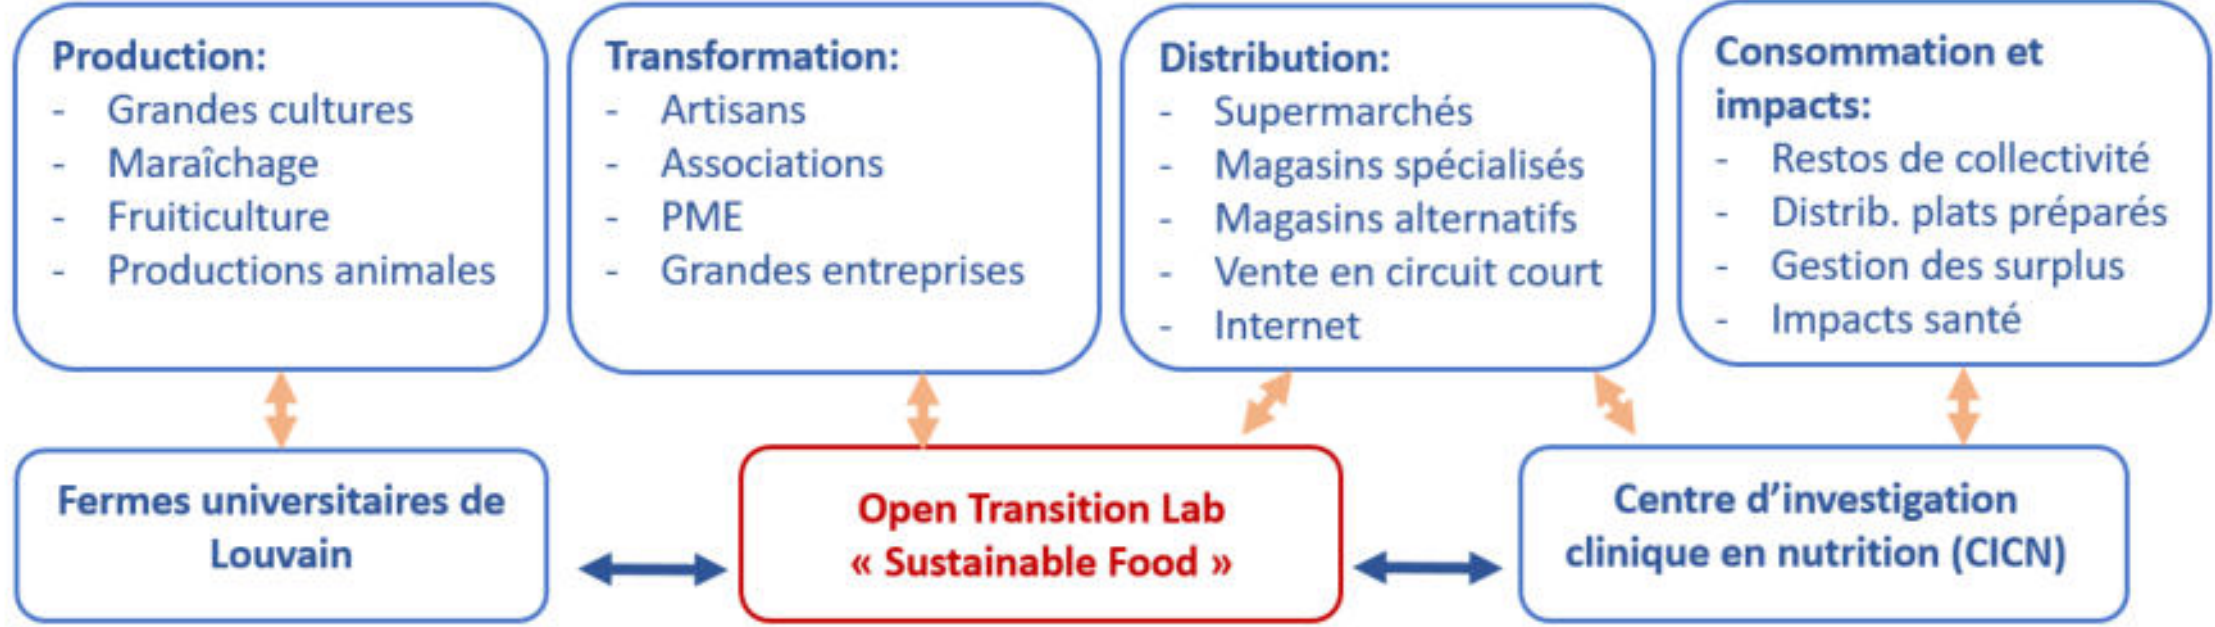 Production:
- Grandes cultures
- Maraîchage
- Fruiticulture
- Productions animales
Transformation:
- Artisans
- Associations
- PME
- Grandes entreprises
Distribution:
- Supermarchés
- Magasins spécialisés
- Magasins alternatifs
- Vente en circuit court
- Internet
Consommation et
impacts:
- Restos de collectivité
- Distrib. plats préparés
- Gestion des surplus
- Impacts santé
Fermes universitaires de
Louvain
Open Transition Lab
« Sustainable Food »
Centre d’investigation
clinique en nutrition (CICN)